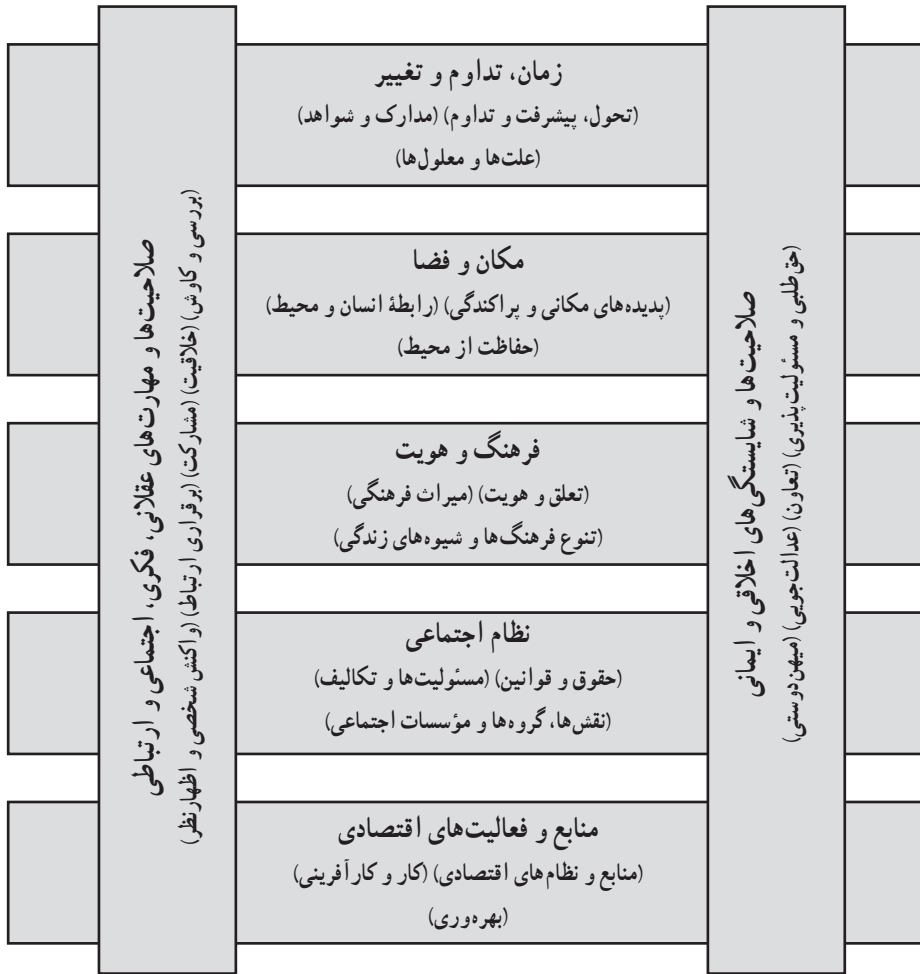 زمان، تداوم و تغییر
(تحول، پیشرفت و تداوم) (مدارک و شواهد)
(علت‌ها و معلول‌ها)
مکان و فضا
(پدیده‌های مکانی و پراکندگی) (رابطهٔ انسان و محیط)
(حفاظت از محیط)
فرهنگ و هویت
(تعلق و هویت) (میراث فرهنگی)
(تنوع فرهنگ‌ها و شیوه‌های زندگی)
نظام اجتماعی
(حقوق و قوانین) (مسئولیت‌ها و تکالیف)
(نقش‌ها، گروه‌ها و مؤسسات اجتماعی)
منابع و فعالیت‌های اقتصادی
(منابع و نظام‌های اقتصادی) (کار و کارآفرینی)
(بهره‌وری)
صلاحیت‌ها و شایستگی‌های اخلاقی و ایمانی
(حق‌طلبی و مسئولیت‌پذیری) (تعاون) (عدالت‌جویی) (میهن‌دوستی)
صلاحیت‌ها و مهارت‌های عقلانی، فکری، اجتماعی و ارتباطی
(بررسی و کاوش) (خلاقیت) (مشارکت) (برقراری ارتباط) (واکنش شخصی و اظهارنظر)